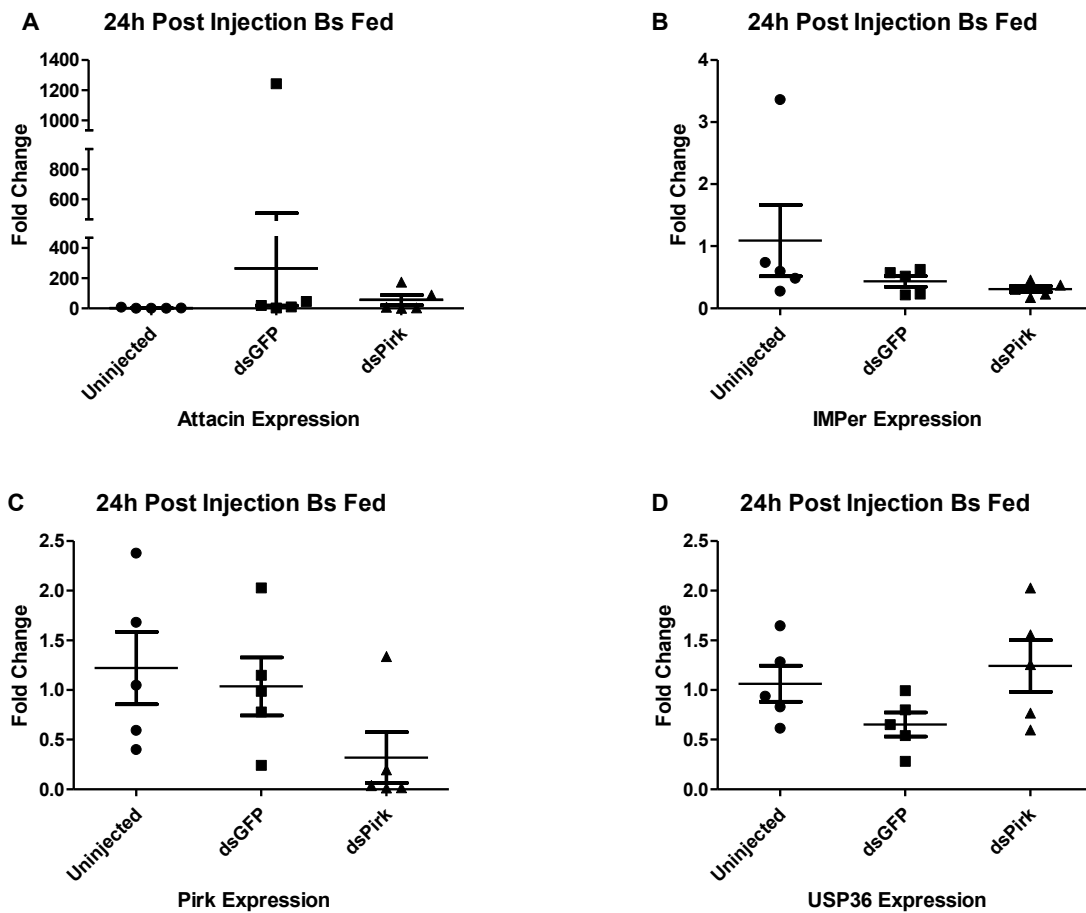 A
24h Post Injection Bs Fed
Fold Change
1400
1200
1000
800
600
400
200
0
Uninjected
dsGFP
dsPirk
Attacin Expression
B
24h Post Injection Bs Fed
Fold Change
4
3
2
1
0
Uninjected
dsGFP
dsPirk
IMPer Expression
C
24h Post Injection Bs Fed
Fold Change
2.5
2.0
1.5
1.0
0.5
0.0
Uninjected
dsGFP
dsPirk
Pirk Expression
D
24h Post Injection Bs Fed
Fold Change
2.5
2.0
1.5
1.0
0.5
0.0
Uninjected
dsGFP
dsPirk
USP36 Expression